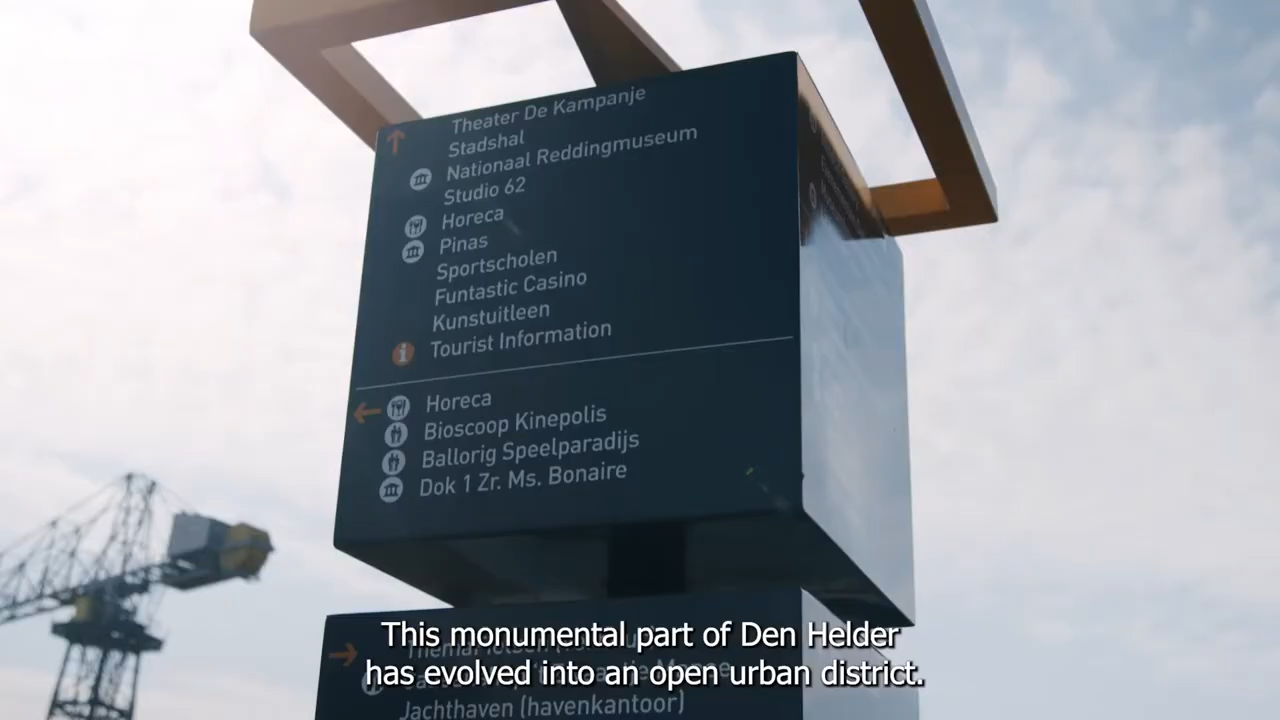 Theater De Kampanje
Stadshal
Nationaal Reddingmuseum
Studio 62
Horeca
Pinas
Sportscholen
Funtastic Casino
Kunstuitleen
i Tourist Information
Horeca
Bioscoop Kinepolis
Ballorig Speelparadijs
Dok 1 Zr. Ms. Bonaire
This monumental part of Den Helder
has evolved into an open urban district.
Jachthaven (havenkantoor)